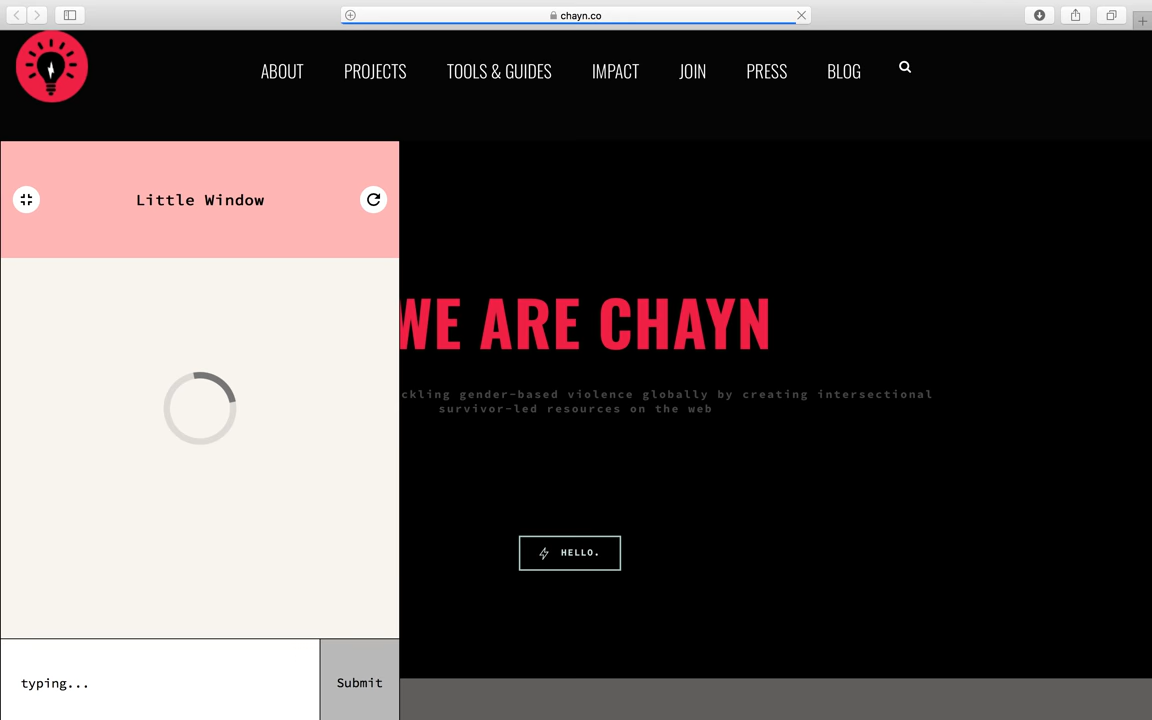 chayn.co
ABOUT PROJECTS TOOLS & GUIDES IMPACT JOIN PRESS BLOG
Little Window
WE ARE CHAYN
ckling gender-based violence globally by creating intersectional
survivor-led resources on the web
HELLO.
typing... Submit